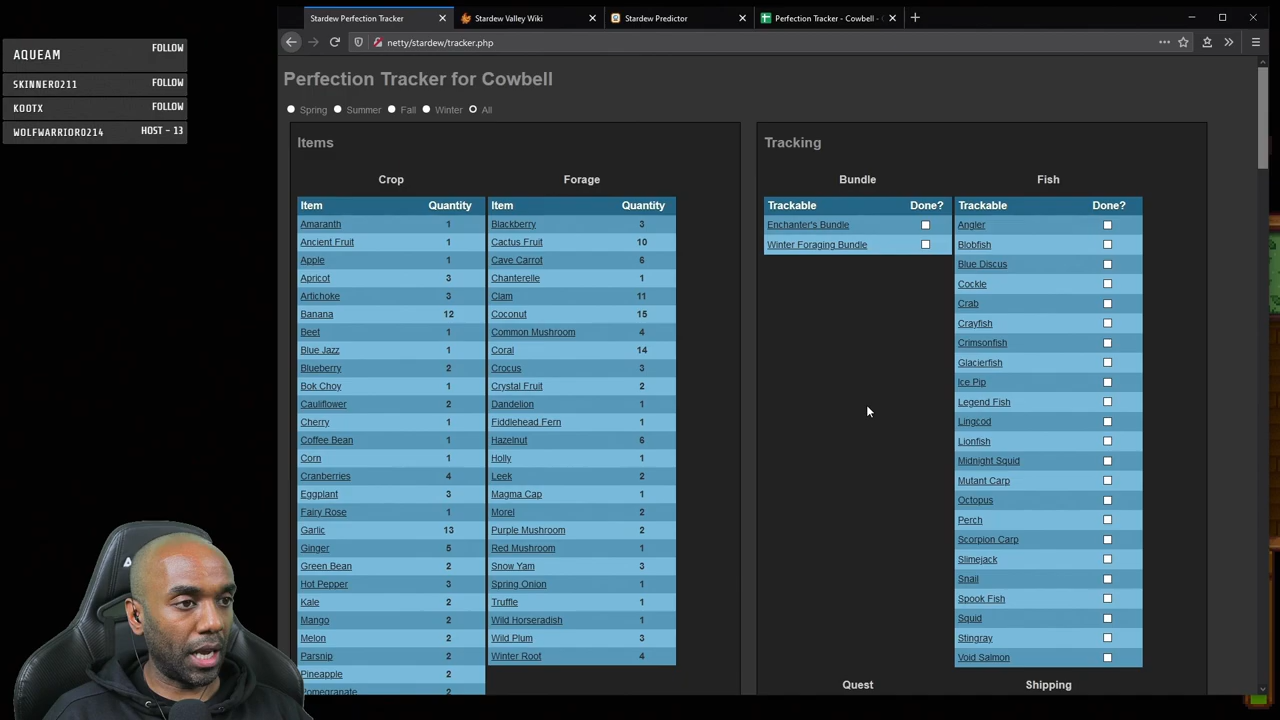 Stardew Perfection Tracker
Stardew Valley Wiki
Stardew Predictor
Perfection Tracker - Cowbell -
netty/stardew/tracker.php
AQUEAM FOLLOW
SKINNER0211 FOLLOW
KOOTX FOLLOW
WOLFWARRIOR0214 HOST - 13
Perfection Tracker for Cowbell
Spring Summer Fall Winter All
Items
Crop
Item Quantity
Amaranth 1
Ancient Fruit 1
Apple 1
Apricot 3
Artichoke 3
Banana 12
Beet 1
Blue Jazz 1
Blueberry 2
Bok Choy 1
Cauliflower 2
Cherry 1
Coffee Bean 1
Corn 1
Cranberries 4
Eggplant 3
Fairy Rose 1
Garlic 13
Ginger 5
Green Bean 2
Hot Pepper 3
Kale 2
Mango 2
Melon 2
Parsnip 2
Pineapple 2
Pomegranate 2
Forage
Item Quantity
Blackberry 3
Cactus Fruit 10
Cave Carrot 6
Chanterelle 1
Clam 11
Coconut 15
Common Mushroom 4
Coral 14
Crocus 3
Crystal Fruit 2
Dandelion 1
Fiddlehead Fern 1
Hazelnut 6
Holly 1
Leek 2
Magma Cap 1
Morel 2
Purple Mushroom 2
Red Mushroom 1
Snow Yam 3
Spring Onion 1
Truffle 1
Wild Horseradish 1
Wild Plum 3
Winter Root 4
Tracking
Bundle
Trackable Done?
Enchanter's Bundle
Winter Foraging Bundle
Fish
Trackable Done?
Angler
Blobfish
Blue Discus
Cockle
Crab
Crayfish
Crimsonfish
Glacierfish
Ice Pip
Legend Fish
Lingcod
Lionfish
Midnight Squid
Mutant Carp
Octopus
Perch
Scorpion Carp
Slimejack
Snail
Spook Fish
Squid
Stingray
Void Salmon
Quest
Shipping